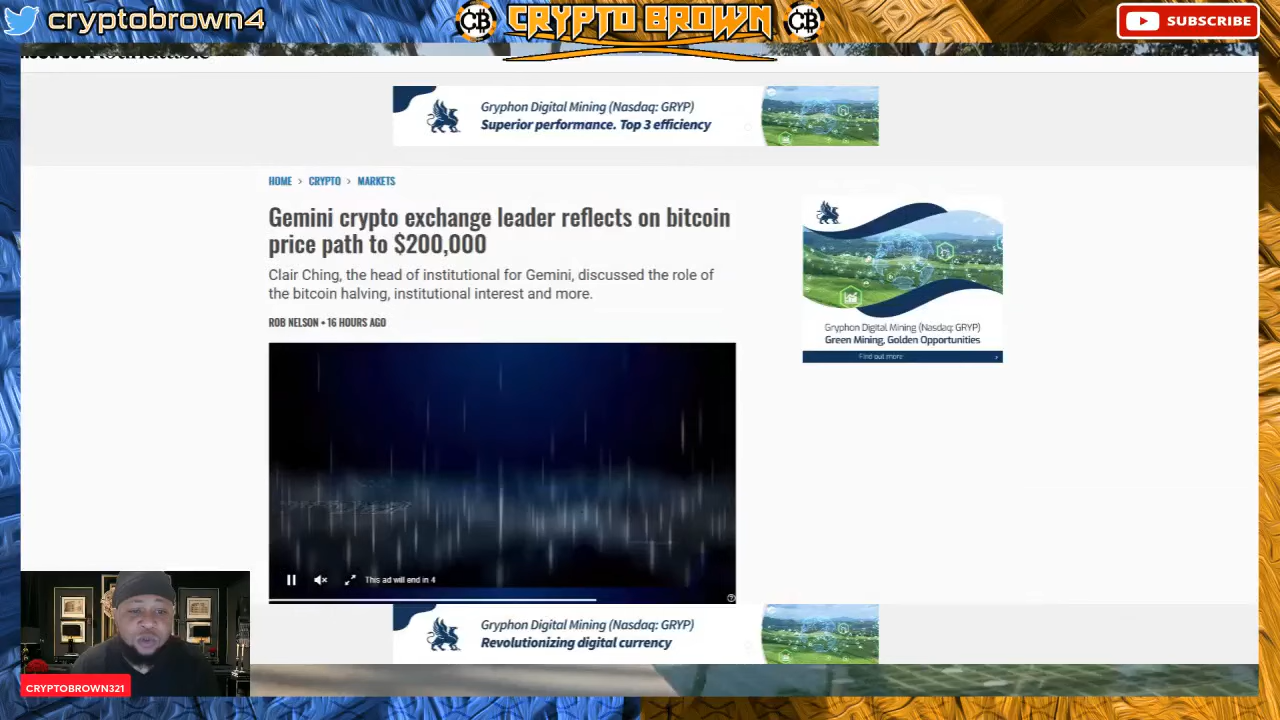 cryptobrown4
CB
CRYPTO BROWN
CB
SUBSCRIBE
Gryphon Digital Mining (Nasdaq: GRYP)
Superior performance. Top 3 efficiency
HOME › CRYPTO › MARKETS
Gemini crypto exchange leader reflects on bitcoin
price path to $200,000
Clair Ching, the head of institutional for Gemini, discussed the role of
the bitcoin halving, institutional interest and more.
ROB NELSON • 16 HOURS AGO
Gryphon Digital Mining (Nasdaq: GRYP)
Green Mining, Golden Opportunities
Find out more ›
This ad will end in 4
Gryphon Digital Mining (Nasdaq: GRYP)
Revolutionizing digital currency
CRYPTOBROWN321